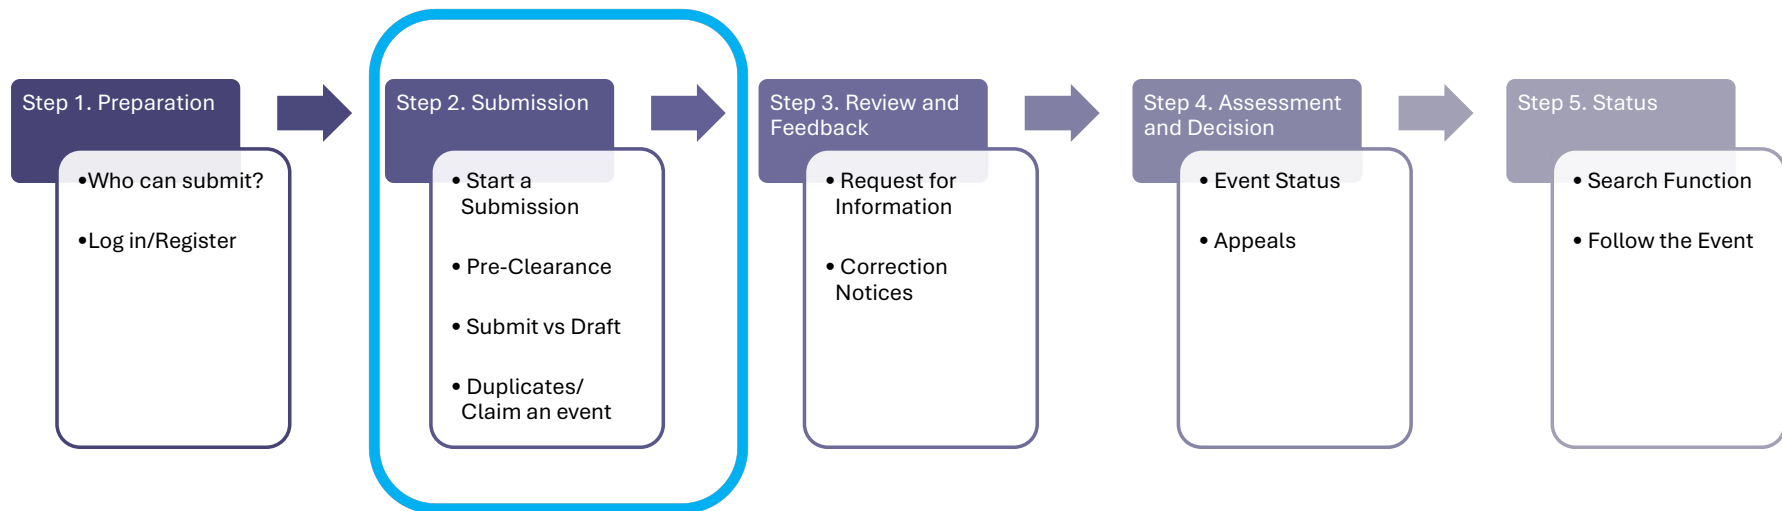 Step 1. Preparation
•Who can submit?
•Log in/Register
Step 2. Submission
• Start a
Submission
• Pre-Clearance
• Submit vs Draft
• Duplicates/
Claim an event
Step 3. Review and
Feedback
• Request for
Information
• Correction
Notices
Step 4. Assessment
and Decision
• Event Status
• Appeals
Step 5. Status
• Search Function
• Follow the Event